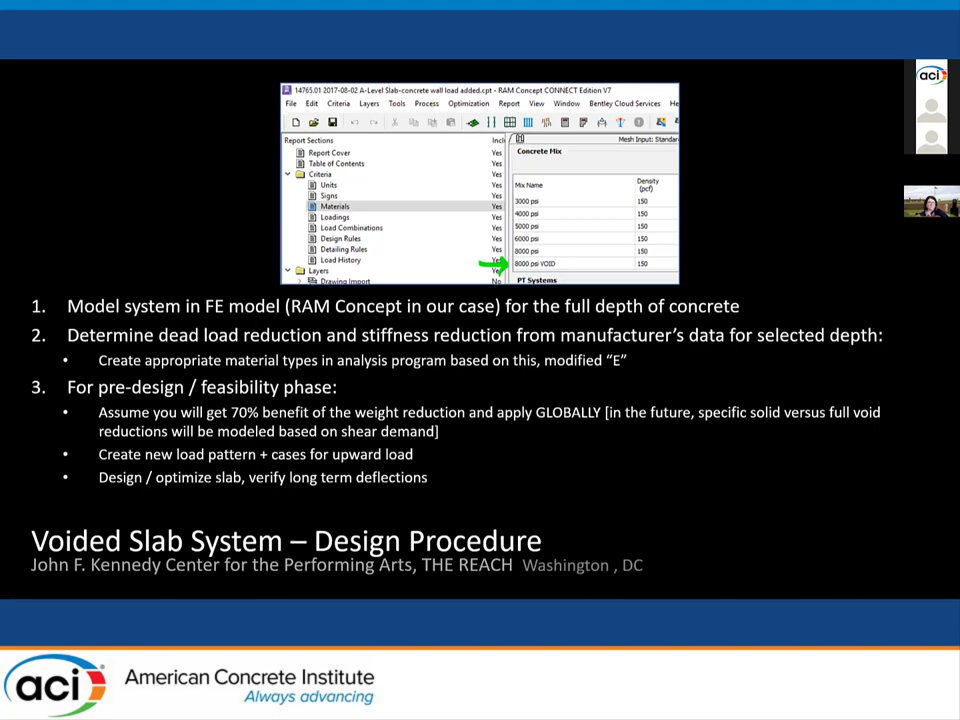 aci
14765.01 2017-08-02 A-Level Slab-concrete wall load added.cpt - RAM Concept CONNECT Edition V7
File Edit Criteria Layers Tools Process Optimization Report View Window Bentley Cloud Services He
Report Sections
Inclu
Report Cover Yes
Table of Contents Yes
Criteria Yes
Units Yes
Signs Yes
Materials Yes
Loadings Yes
Load Combinations Yes
Design Rules Yes
Detailing Rules Yes
Load History Yes
Layers Yes
Drawing Import No
Mesh Input: Standar
Concrete Mix
Mix Name
Density
(pcf)
3000 psi 150
4000 psi 150
5000 psi 150
6000 psi 150
8000 psi 150
8000 psi VOID 150
PT Systems
1. Model system in FE model (RAM Concept in our case) for the full depth of concrete
2. Determine dead load reduction and stiffness reduction from manufacturer’s data for selected depth:
• Create appropriate material types in analysis program based on this, modified “E”
3. For pre-design / feasibility phase:
• Assume you will get 70% benefit of the weight reduction and apply GLOBALLY [in the future, specific solid versus full void
reductions will be modeled based on shear demand]
• Create new load pattern + cases for upward load
• Design / optimize slab, verify long term deflections
Voided Slab System – Design Procedure
John F. Kennedy Center for the Performing Arts, THE REACH Washington , DC
aci
American Concrete Institute
Always advancing